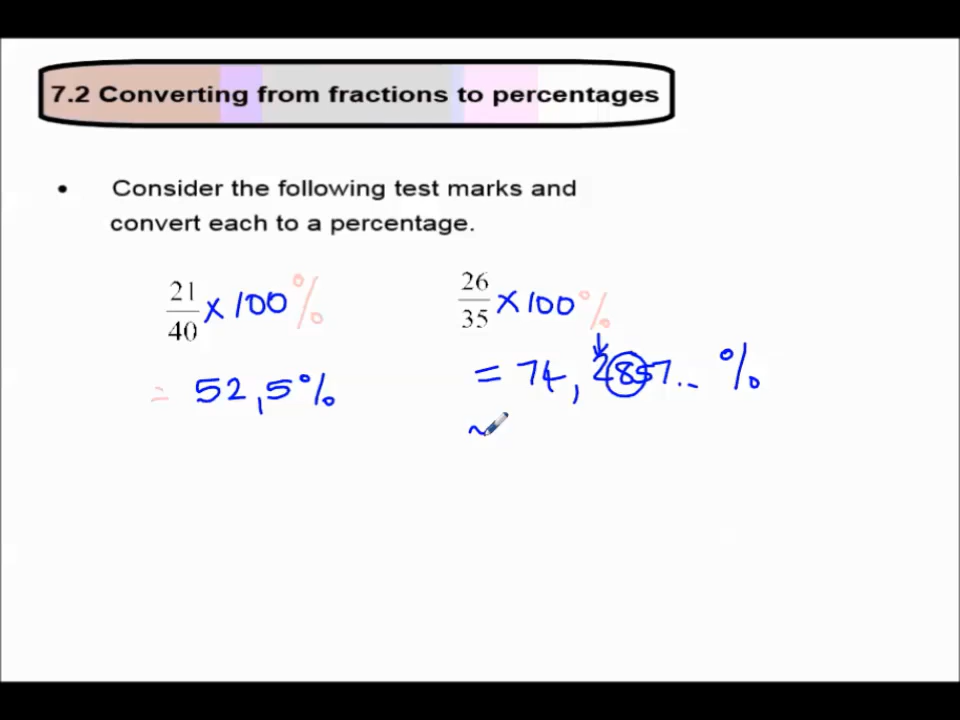 7.2 Converting from fractions to percentages
• Consider the following test marks and
convert each to a percentage.
21/40 × 100 %
= 52,5%
26/35 × 100 %
= 74,2857.. %
~